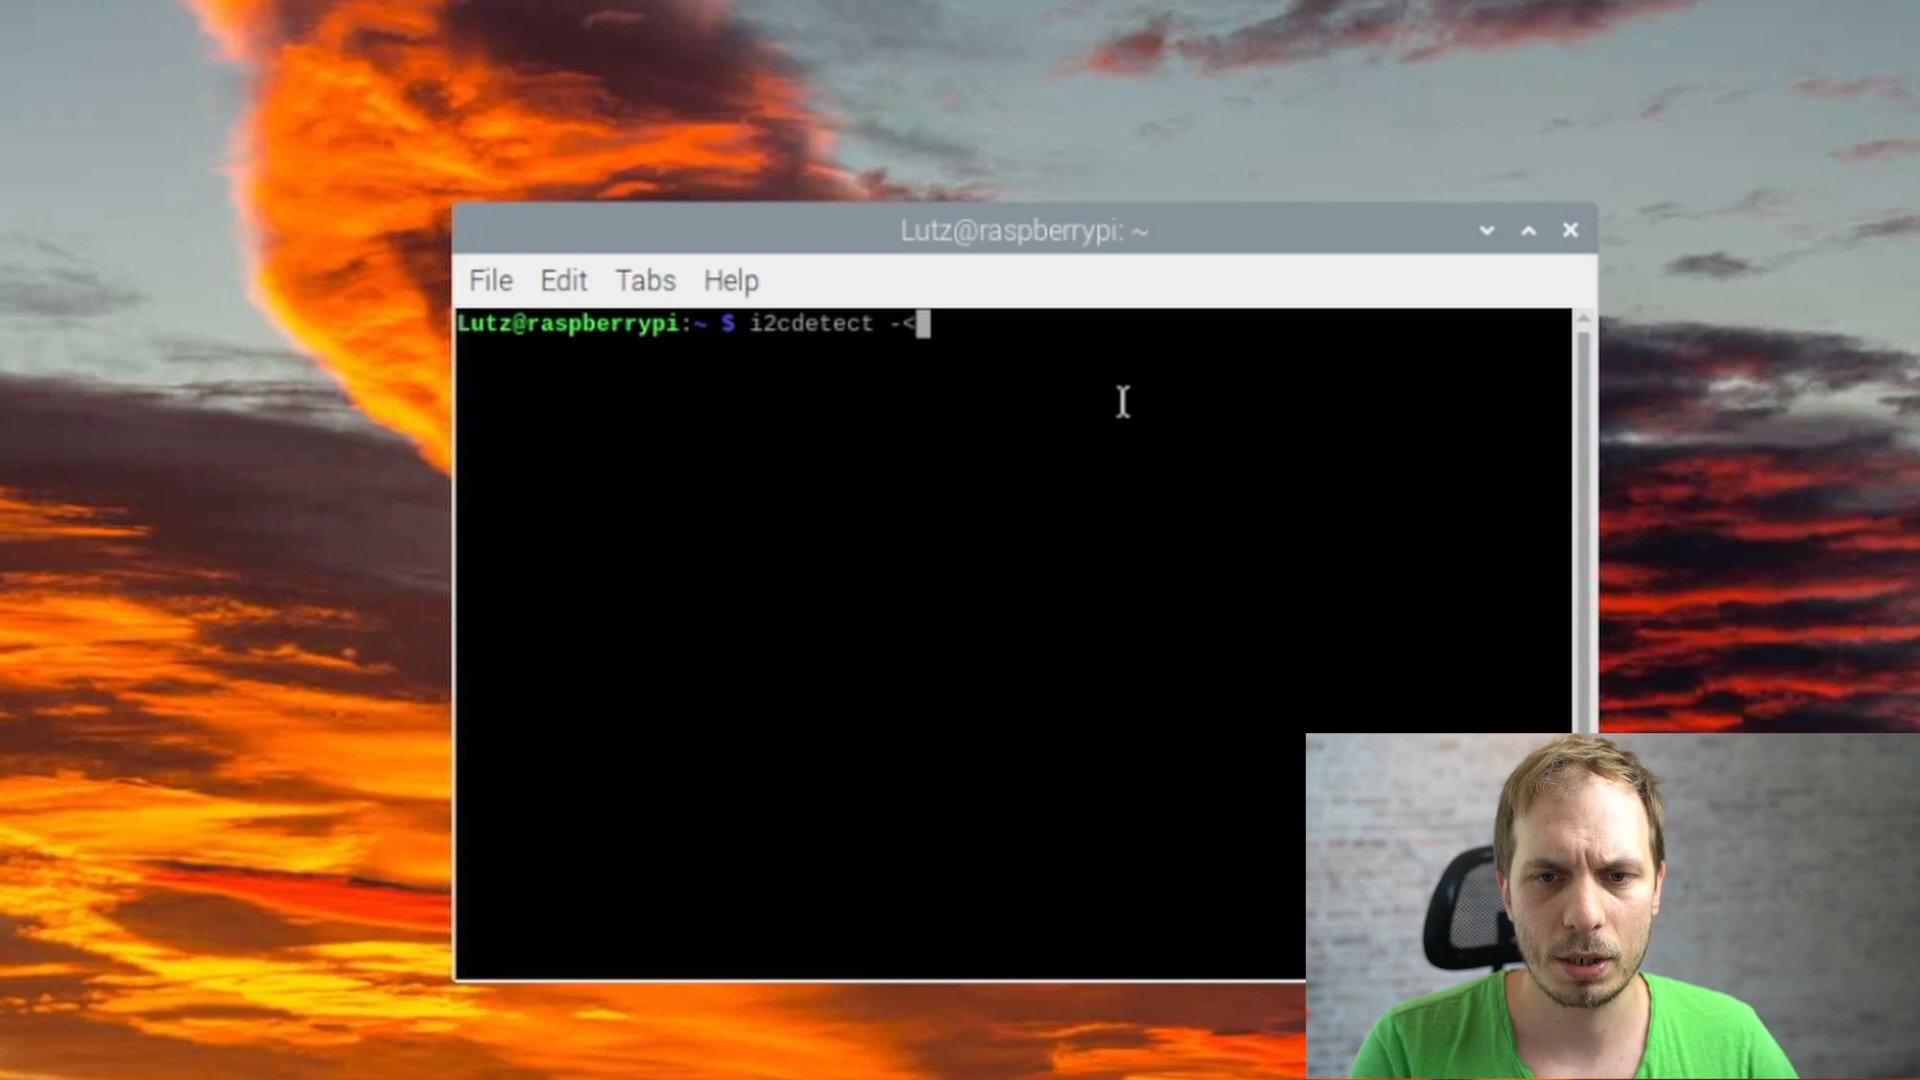 Lutz@raspberrypi: ~
File Edit Tabs Help
Lutz@raspberrypi:~ $ i2cdetect -<